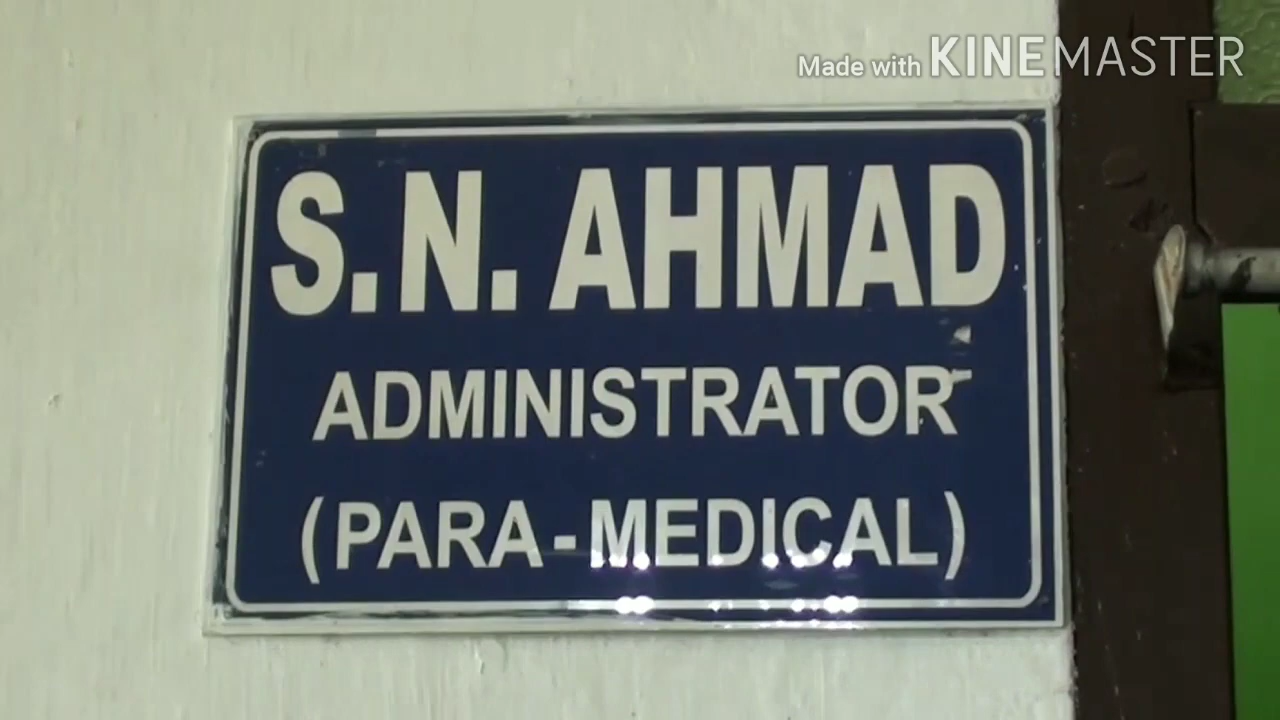 Made with KINEMASTER
S.N. AHMAD
ADMINISTRATOR
(PARA-MEDICAL)